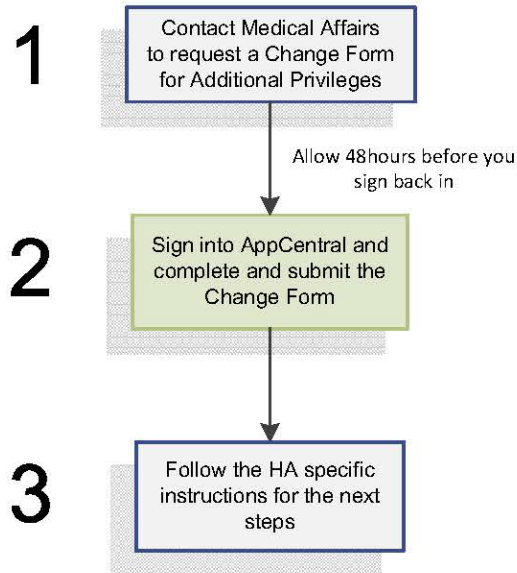 1
Contact Medical Affairs
to request a Change Form
for Additional Privileges
Allow 48hours before you
sign back in
2
Sign into AppCentral and
complete and submit the
Change Form
3
Follow the HA specific
instructions for the next
steps